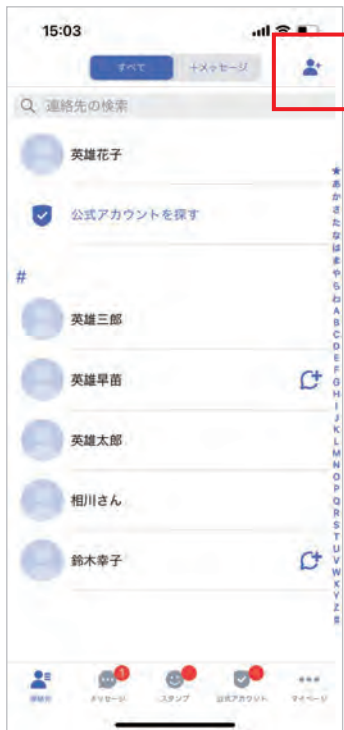 15:03
すべて
+メッセージ
連絡先の検索
英雄花子
公式アカウントを探す
#
英雄三郎
英雄早苗
英雄太郎
相川さん
鈴木幸子
★
あ
か
さ
た
な
は
ま
や
ら
わ
A
B
C
D
E
F
G
H
I
J
K
L
M
N
O
P
Q
R
S
T
U
V
W
X
Y
Z
#
連絡先
メッセージ
スタンプ
公式アカウント
マイページ